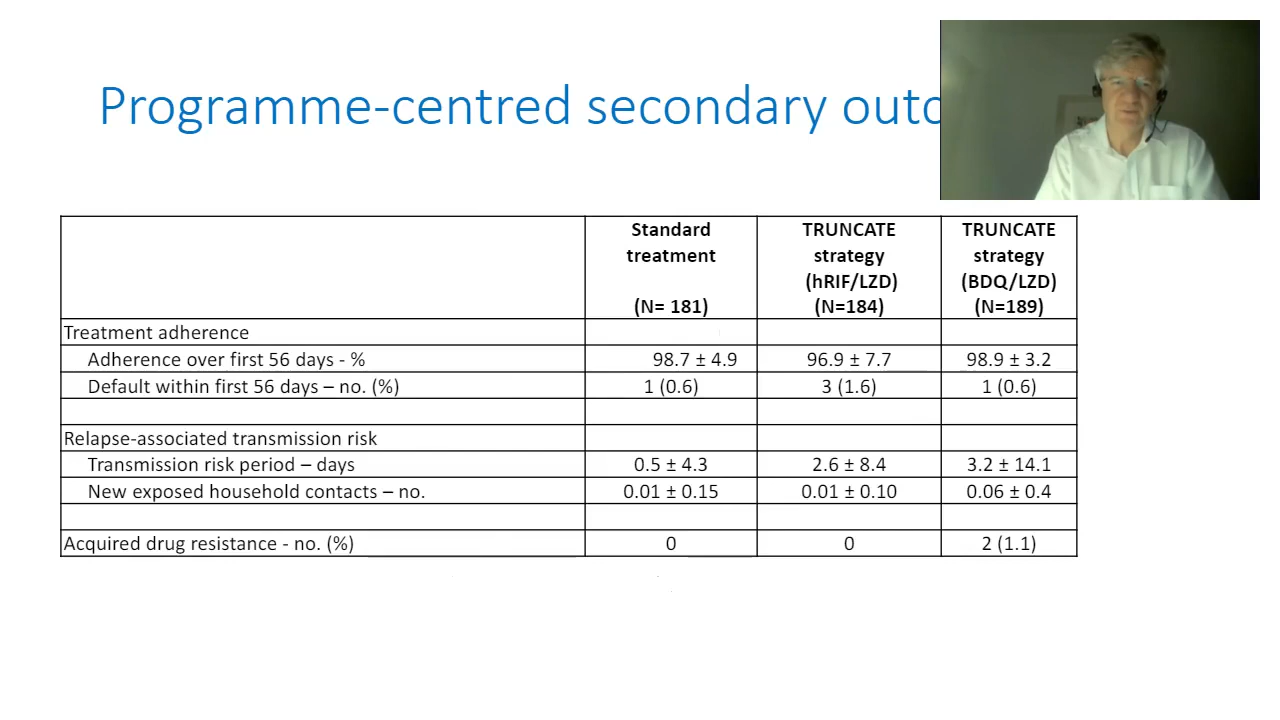 Programme-centred secondary outc
Standard treatment (N= 181)
TRUNCATE strategy (hRIF/LZD) (N=184)
TRUNCATE strategy (BDQ/LZD) (N=189)
Treatment adherence
Adherence over first 56 days - % 98.7 ± 4.9 96.9 ± 7.7 98.9 ± 3.2
Default within first 56 days – no. (%) 1 (0.6) 3 (1.6) 1 (0.6)
Relapse-associated transmission risk
Transmission risk period – days 0.5 ± 4.3 2.6 ± 8.4 3.2 ± 14.1
New exposed household contacts – no. 0.01 ± 0.15 0.01 ± 0.10 0.06 ± 0.4
Acquired drug resistance - no. (%) 0 0 2 (1.1)